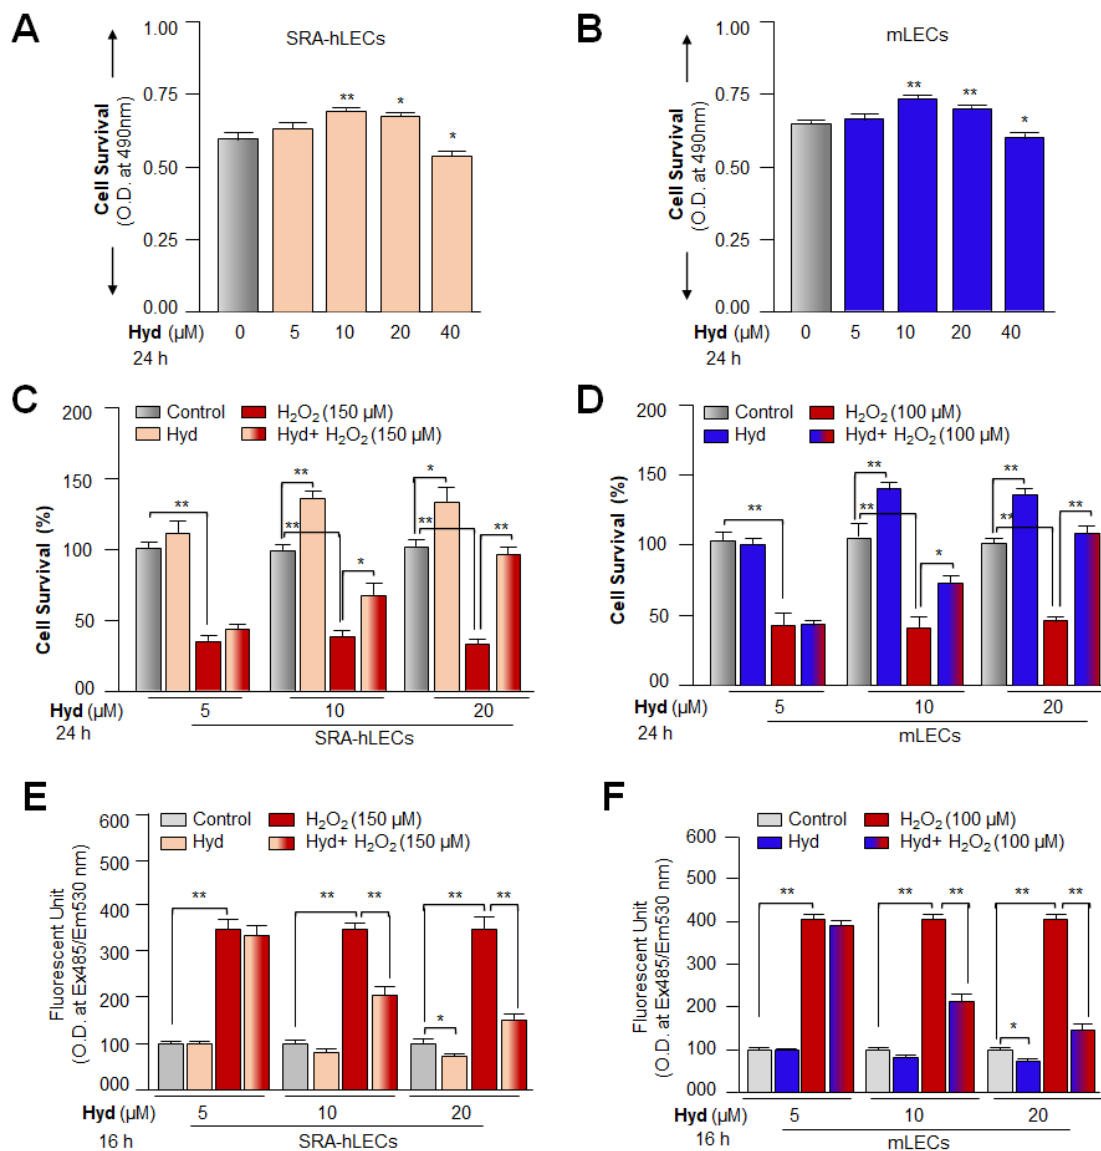 A
SRA-hLECs
1.00
0.75
0.50
0.25
0.00
Cell Survival
(O.D. at 490nm)
** * *
Hyd (µM) 0 5 10 20 40
24 h
B
mLECs
1.00
0.75
0.50
0.25
0.00
Cell Survival
(O.D. at 490nm)
** ** *
Hyd (µM) 0 5 10 20 40
24 h
C
200
150
100
50
00
Cell Survival (%)
Control H₂O₂ (150 µM)
Hyd Hyd+ H₂O₂ (150 µM)
** ** ** * * ** **
Hyd (µM) 5 10 20
24 h SRA-hLECs
D
200
150
100
50
00
Cell Survival (%)
Control H₂O₂ (100 µM)
Hyd Hyd+ H₂O₂ (100 µM)
** ** ** * ** ** **
Hyd (µM) 5 10 20
24 h mLECs
E
600
500
400
300
200
100
000
Fluorescent Unit
(O.D. at Ex485/Em530 nm)
Control H₂O₂ (150 µM)
Hyd Hyd+ H₂O₂ (150 µM)
** ** ** ** ** *
Hyd (µM) 5 10 20
16 h SRA-hLECs
F
600
500
400
300
200
100
000
Fluorescent Unit
(O.D. at Ex485/Em530 nm)
Control H₂O₂ (100 µM)
Hyd Hyd+ H₂O₂ (100 µM)
** ** ** ** ** *
Hyd (µM) 5 10 20
16 h mLECs